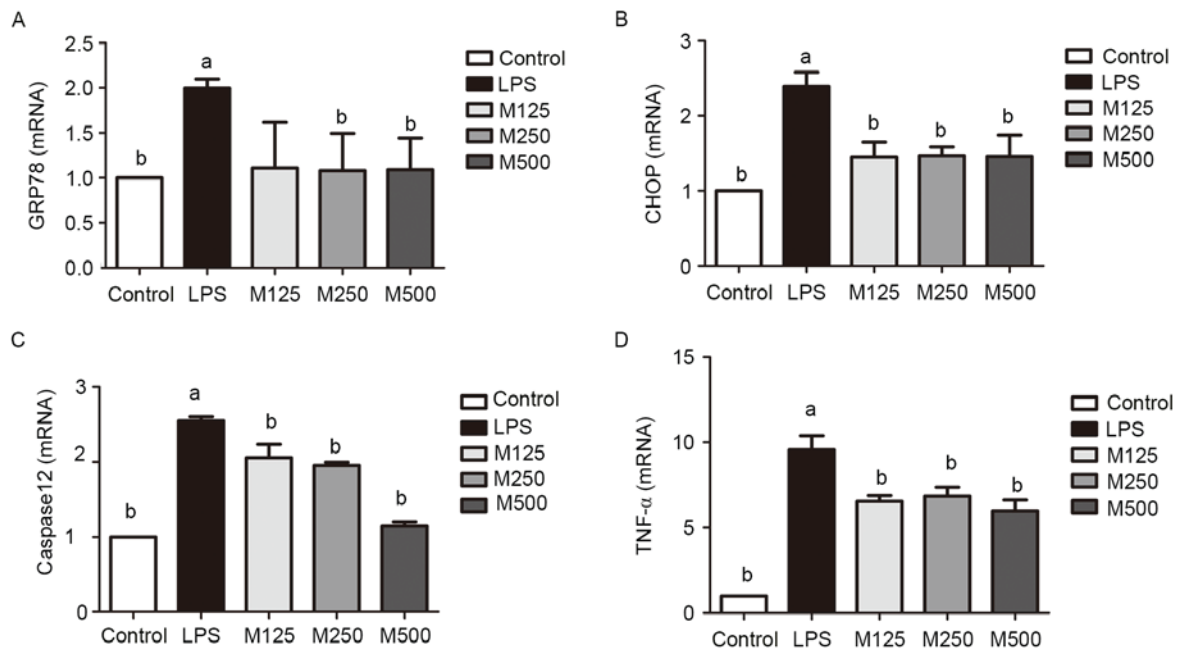 A
GRP78 (mRNA)
2.5
2.0
1.5
1.0
0.5
0.0
b
a
b
b
Control
LPS
M125
M250
M500
Control
LPS
M125
M250
M500
B
CHOP (mRNA)
3
2
1
0
b
a
b
b
b
Control
LPS
M125
M250
M500
Control
LPS
M125
M250
M500
C
Caspase12 (mRNA)
3
2
1
0
b
a
b
b
b
Control
LPS
M125
M250
M500
Control
LPS
M125
M250
M500
D
TNF-α (mRNA)
15
10
5
0
b
a
b
b
b
Control
LPS
M125
M250
M500
Control
LPS
M125
M250
M500